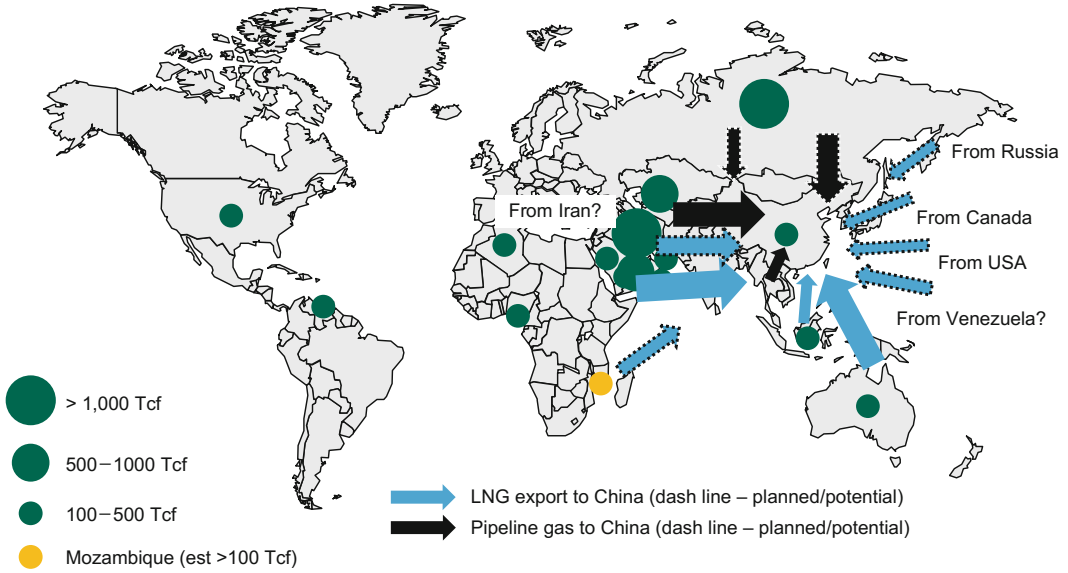 From Russia
From Iran?
From Canada
From USA
From Venezuela?
> 1,000 Tcf
500–1000 Tcf
100–500 Tcf
Mozambique (est >100 Tcf)
LNG export to China (dash line – planned/potential)
Pipeline gas to China (dash line – planned/potential)